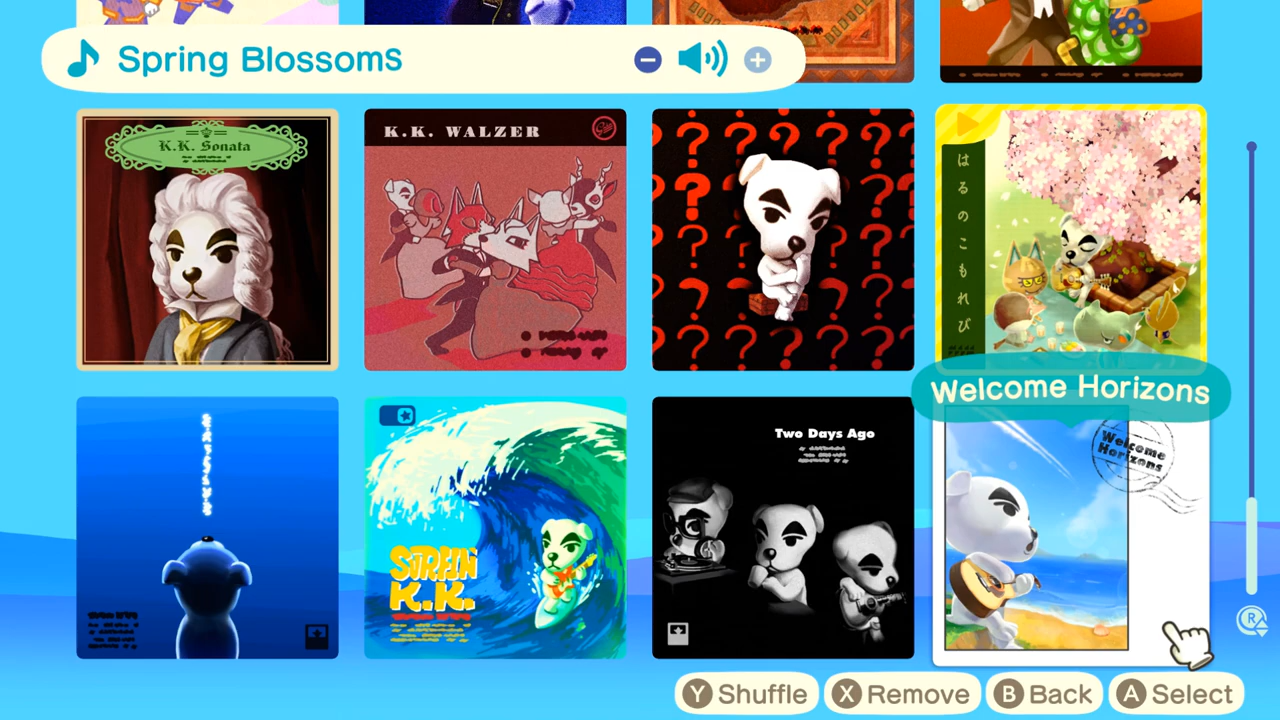 Spring Blossoms
K.K. Sonata
K.K. WALZER
はるのこもれび
Welcome Horizons
Two Days Ago
Welcome
Horizons
SURFIN
K.K.
Y Shuffle
X Remove
B Back
A Select
R